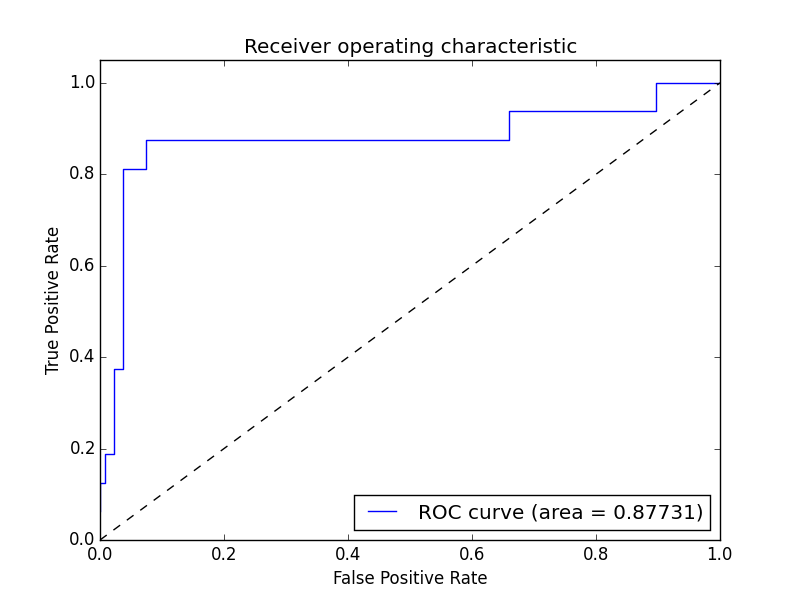 Receiver operating characteristic
1.0
0.8
0.6
0.4
0.2
0.0
True Positive Rate
ROC curve (area = 0.87731)
0.0 0.2 0.4 0.6 0.8 1.0
False Positive Rate